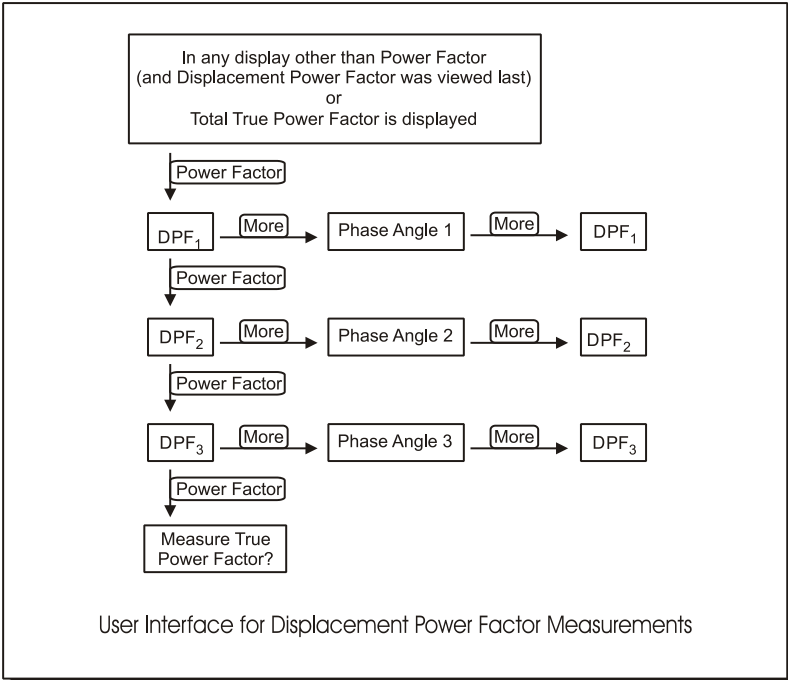 In any display other than Power Factor
(and Displacement Power Factor was viewed last)
or
Total True Power Factor is displayed
Power Factor
DPF₁ More Phase Angle 1 More DPF₁
Power Factor
DPF₂ More Phase Angle 2 More DPF₂
Power Factor
DPF₃ More Phase Angle 3 More DPF₃
Power Factor
Measure True
Power Factor?
User Interface for Displacement Power Factor Measurements